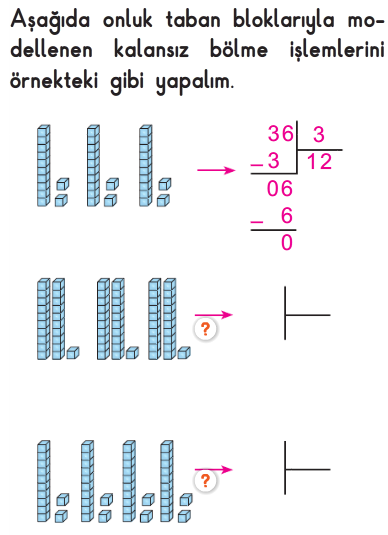 Aşağıda onluk taban bloklarıyla mo-
dellenen kalansız bölme işlemlerini
örnekteki gibi yapalım.
36 3
– 3 12
06
– 6
0
?
?